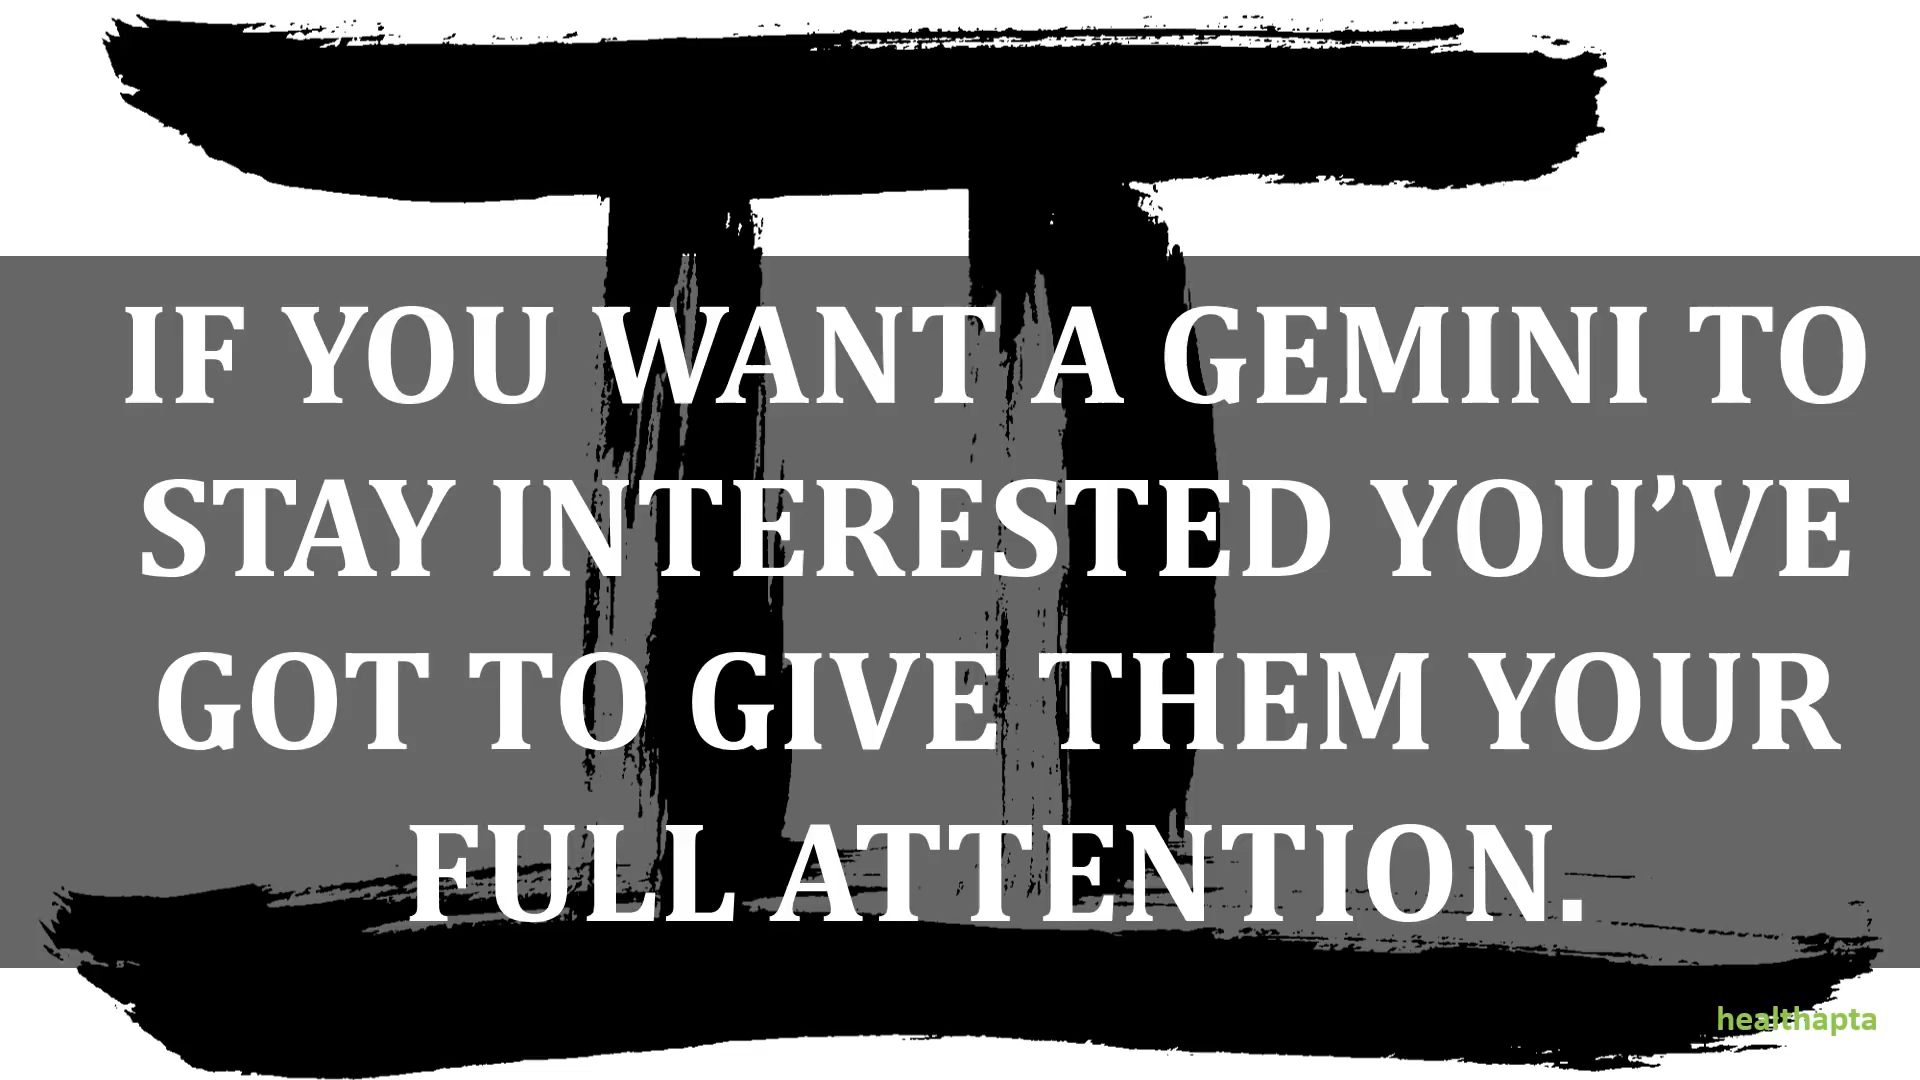 IF YOU WANT A GEMINI TO
STAY INTERESTED YOU’VE
GOT TO GIVE THEM YOUR
FULL ATTENTION.
healthapta